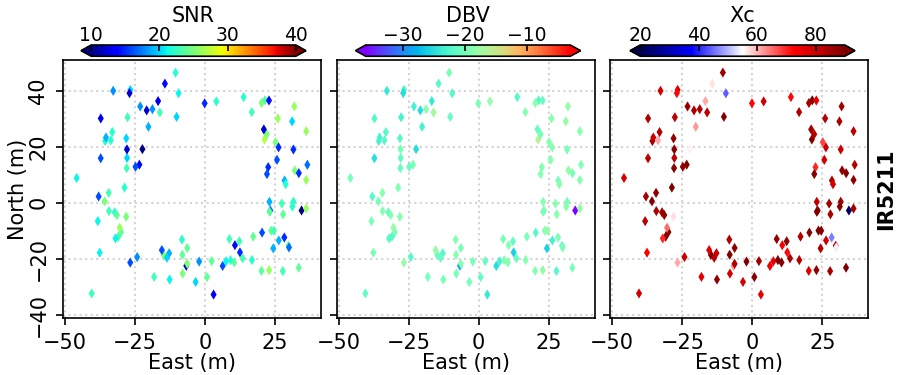 SNR DBV Xc
10 20 30 40 −30 −20 −10 20 40 60 80
40
20
0
−20
−40
North (m)
IR5211
−50 −25 0 25 −50 −25 0 25 −50 −25 0 25
East (m) East (m) East (m)